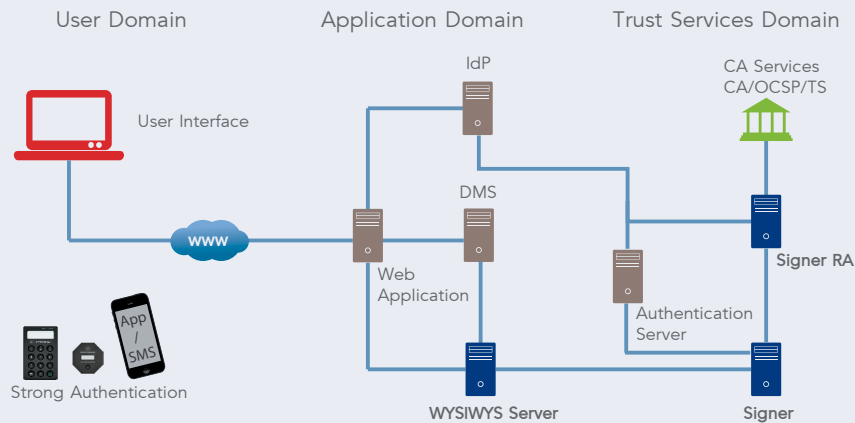 User Domain
Application Domain
Trust Services Domain
IdP
CA Services
CA/OCSP/TS
User Interface
DMS
www
Signer RA
Web
Application
App
/
SMS
Authentication
Server
Strong Authentication
WYSIWYS Server
Signer